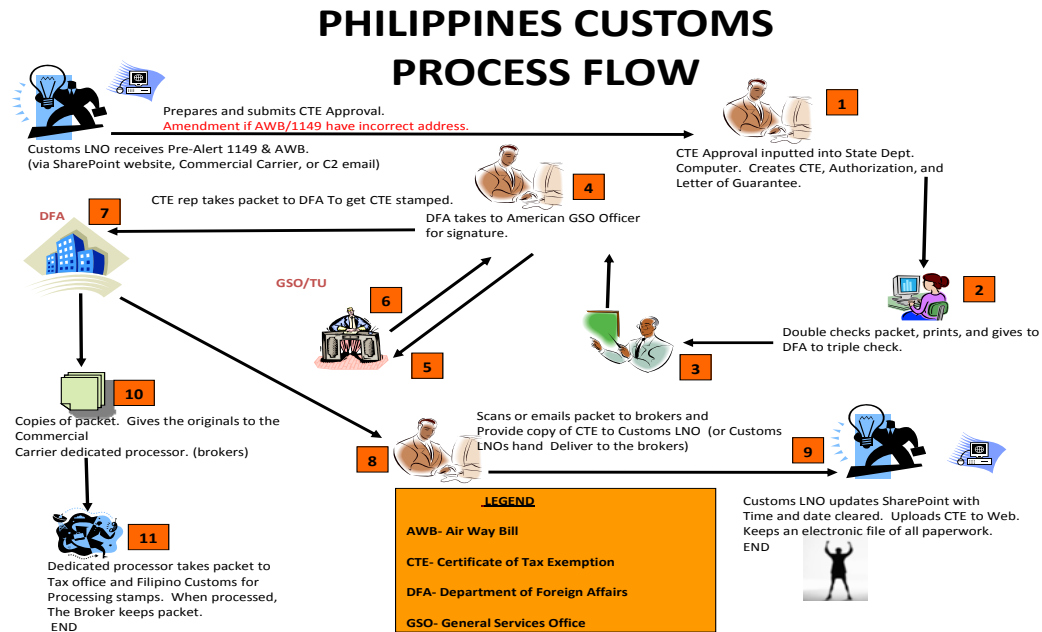 PHILIPPINES CUSTOMS
PROCESS FLOW
Prepares and submits CTE Approval.
Amendment if AWB/1149 have incorrect address.
Customs LNO receives Pre-Alert 1149 & AWB.
(via SharePoint website, Commercial Carrier, or C2 email)
1
CTE Approval inputted into State Dept.
Computer. Creates CTE, Authorization, and
Letter of Guarantee.
2
Double checks packet, prints, and gives to
DFA to triple check.
3
4
DFA takes to American GSO Officer
for signature.
GSO/TU
5
6
CTE rep takes packet to DFA To get CTE stamped.
DFA
7
8
Scans or emails packet to brokers and
Provide copy of CTE to Customs LNO (or Customs
LNOs hand Deliver to the brokers)
9
Customs LNO updates SharePoint with
Time and date cleared. Uploads CTE to Web.
Keeps an electronic file of all paperwork.
END
10
Copies of packet. Gives the originals to the
Commercial
Carrier dedicated processor. (brokers)
11
Dedicated processor takes packet to
Tax office and Filipino Customs for
Processing stamps. When processed,
The Broker keeps packet.
END
LEGEND
AWB- Air Way Bill
CTE- Certificate of Tax Exemption
DFA- Department of Foreign Affairs
GSO- General Services Office